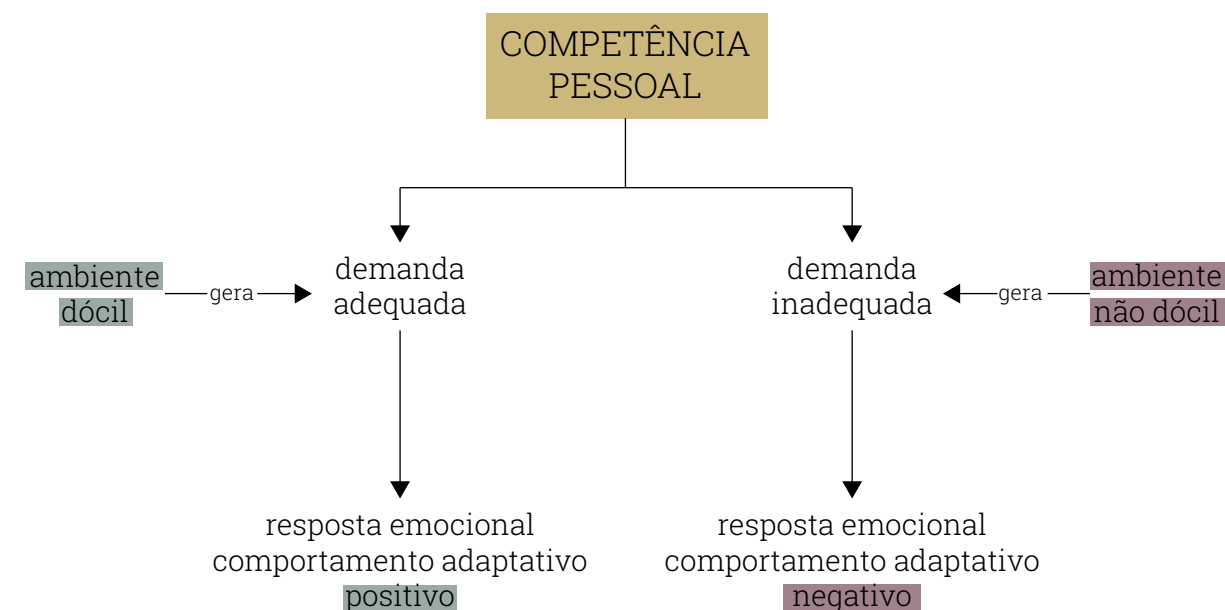 COMPETÊNCIA
PESSOAL
ambiente
dócil
gera
demanda
adequada
demanda
inadequada
gera
ambiente
não dócil
resposta emocional
comportamento adaptativo
positivo
resposta emocional
comportamento adaptativo
negativo